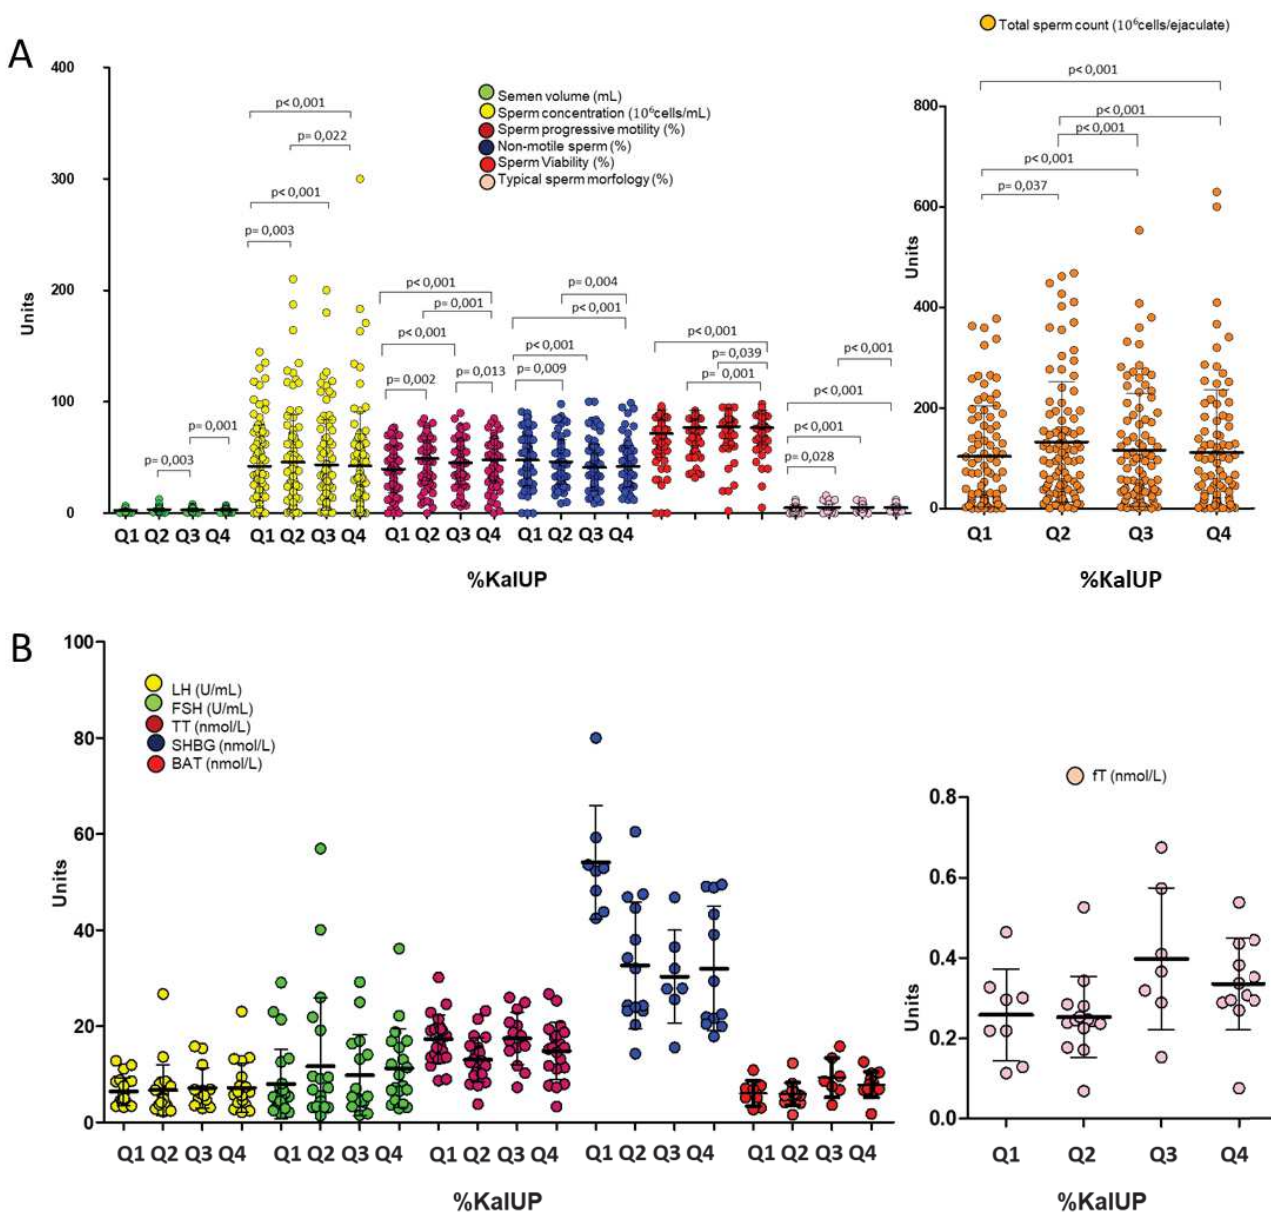 A
Total sperm count (10⁶cells/ejaculate)
Semen volume (mL)
Sperm concentration (10⁶cells/mL)
Sperm progressive motility (%)
Non-motile sperm (%)
Sperm Viability (%)
Typical sperm morfology (%)
400
300
200
100
0
Units
p= 0,003
p= 0,001
p< 0,001
p= 0,022
p< 0,001
p= 0,003
p< 0,001
p= 0,001
p< 0,001
p= 0,013
p= 0,002
p= 0,004
p< 0,001
p< 0,001
p= 0,009
p< 0,001
p= 0,039
p= 0,001
p< 0,001
p< 0,001
p< 0,001
p= 0,028
Q1 Q2 Q3 Q4 Q1 Q2 Q3 Q4 Q1 Q2 Q3 Q4 Q1 Q2 Q3 Q4
%KalUP
800
600
400
200
0
Units
p< 0,001
p< 0,001
p< 0,001
p< 0,001
p= 0,037
Q1 Q2 Q3 Q4
%KalUP
B
LH (U/mL)
FSH (U/mL)
TT (nmol/L)
SHBG (nmol/L)
BAT (nmol/L)
100
80
60
40
20
0
Units
Q1 Q2 Q3 Q4 Q1 Q2 Q3 Q4 Q1 Q2 Q3 Q4 Q1 Q2 Q3 Q4 Q1 Q2 Q3 Q4
%KalUP
fT (nmol/L)
0.8
0.6
0.4
0.2
0.0
Units
Q1 Q2 Q3 Q4
%KalUP